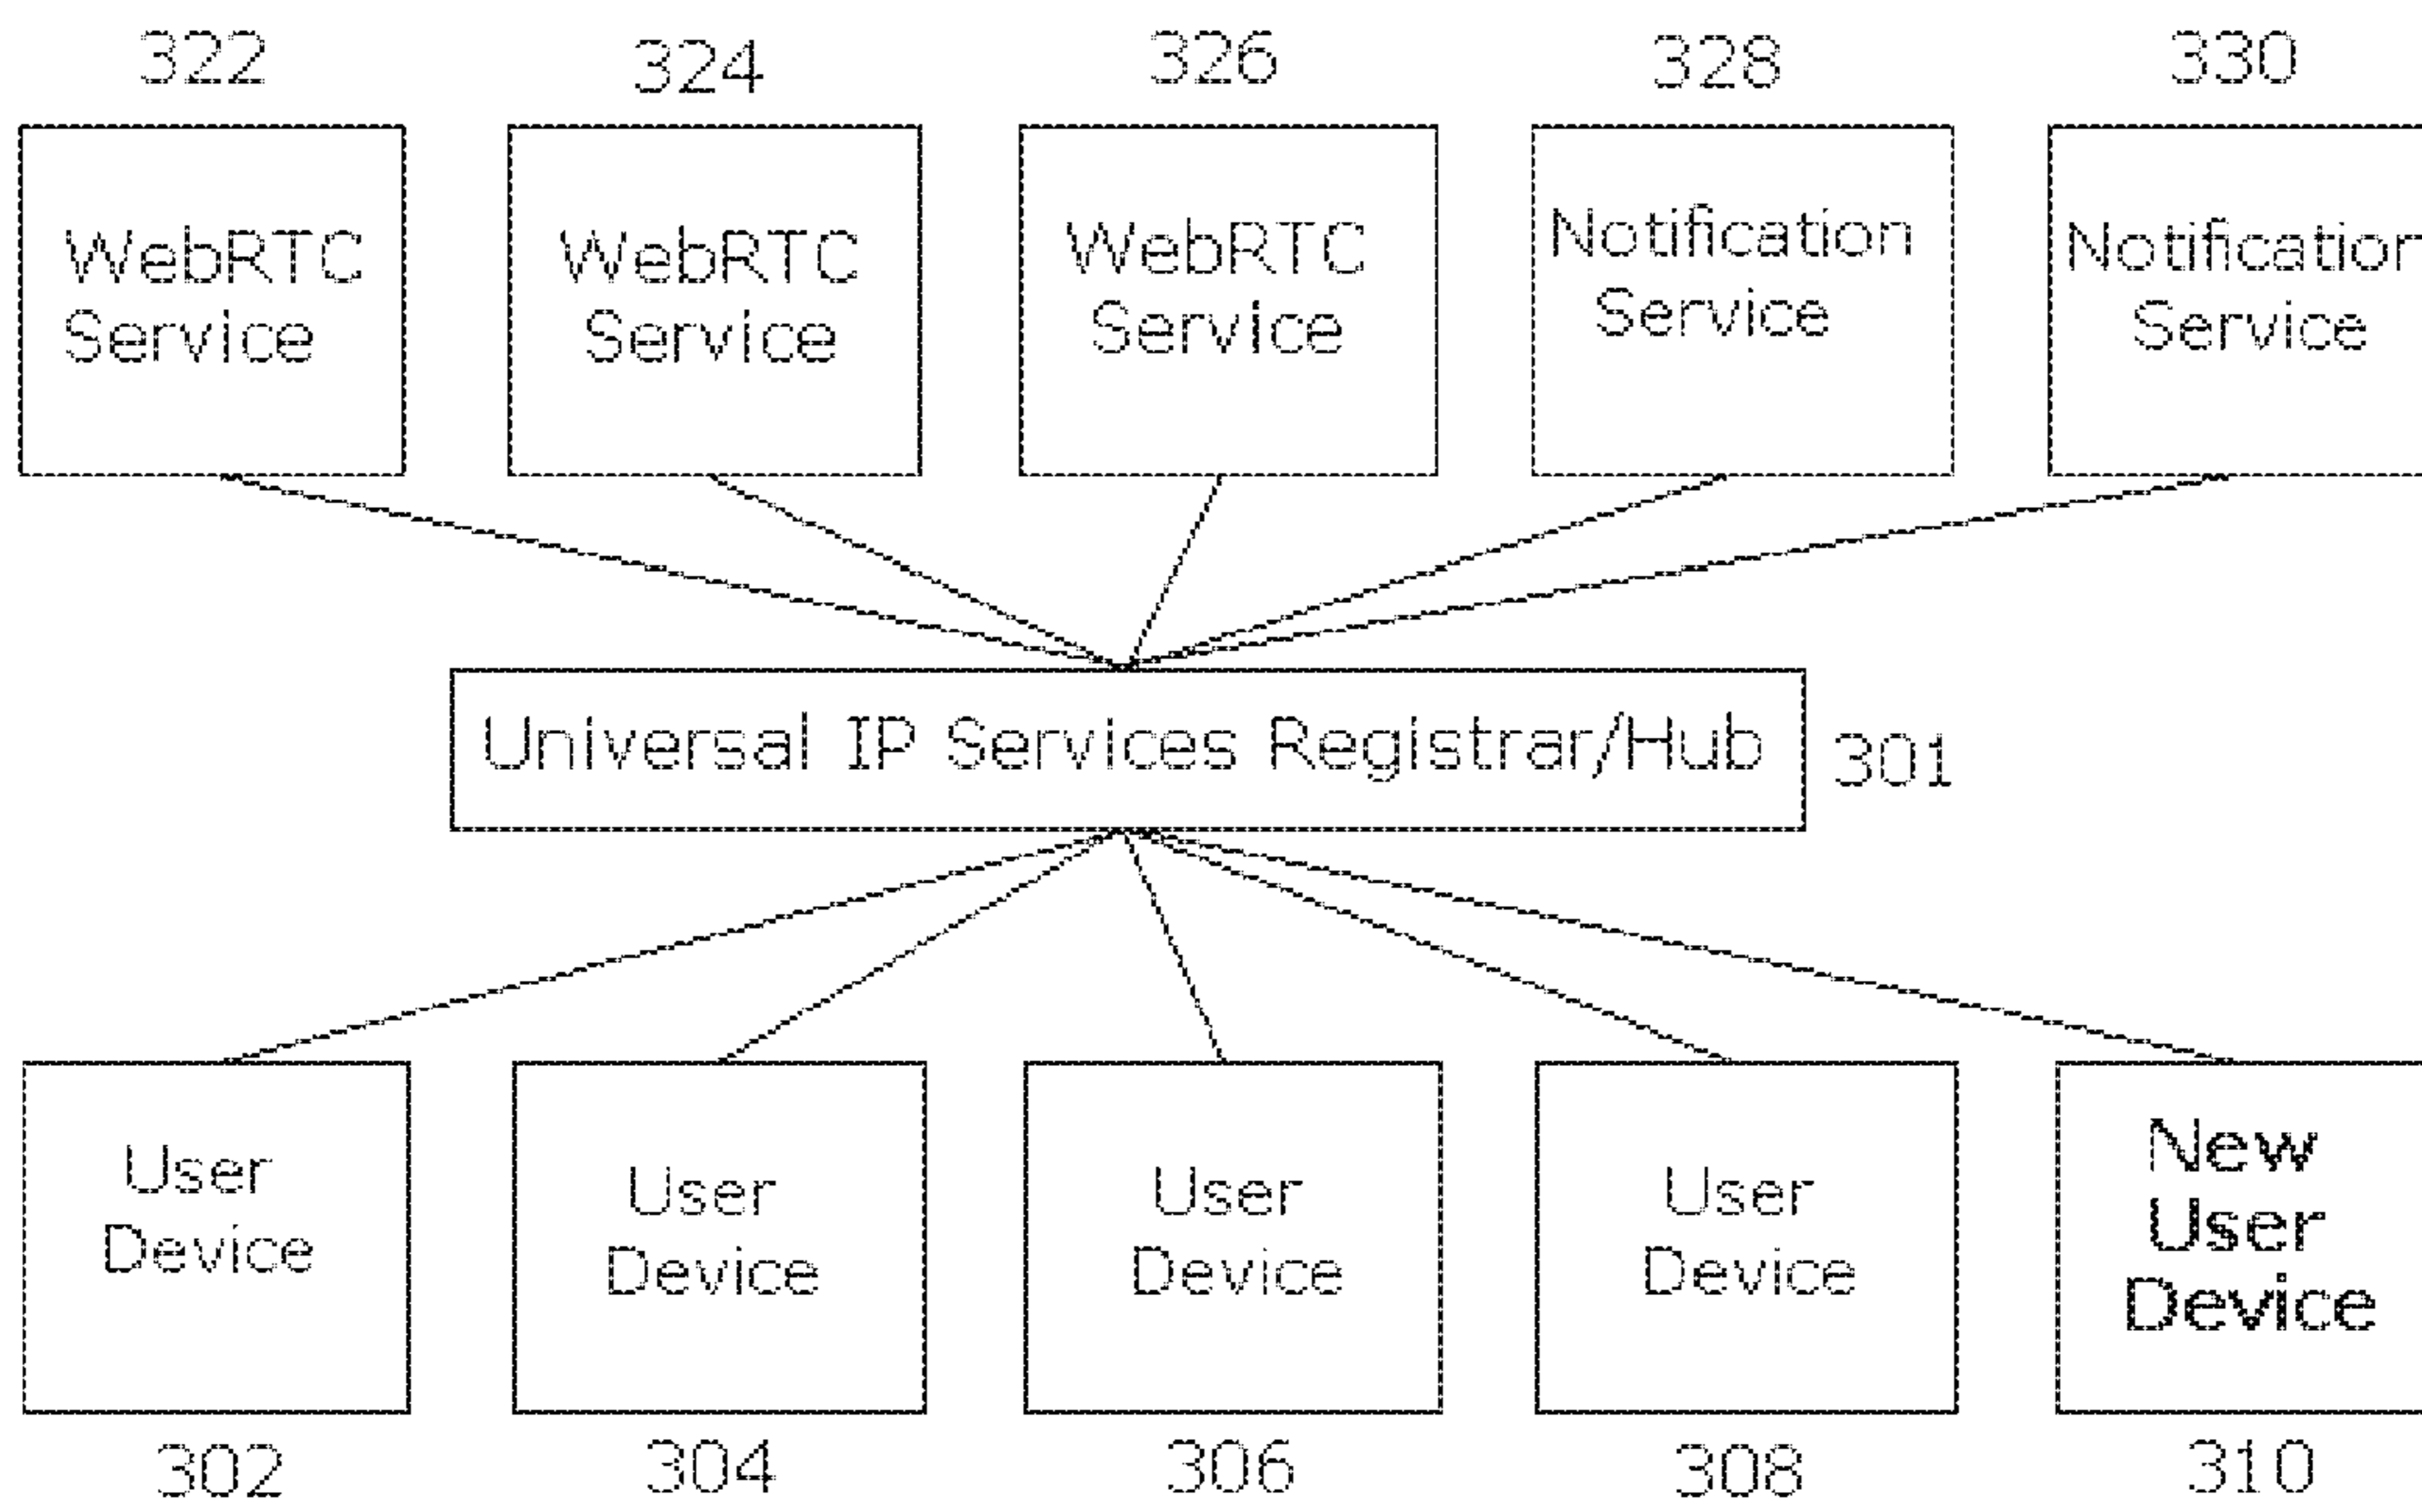 322
324
326
328
330
WebRTC
Service
WebRTC
Service
WebRTC
Service
Notification
Service
Notification
Service
Universal IP Services Registrar/Hub
301
User
Device
User
Device
User
Device
User
Device
New
User
Device
302
304
306
308
310